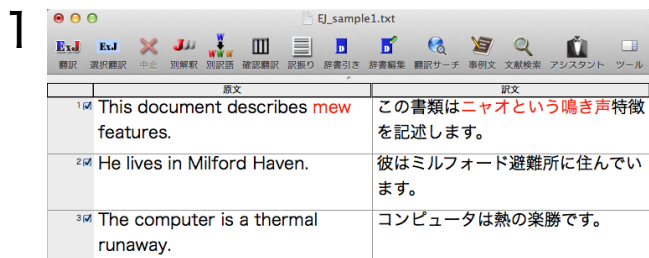 1
EJ_sample1.txt
ExJ ExJ JJJ W WWW D D
翻訳 選択翻訳 中止 別解釈 別訳語 確認翻訳 訳振り 辞書引き 辞書編集 翻訳サーチ 事例文 文献検索 アシスタント ツール
原文 訳文
1 This document describes mew この書類はニャオという鳴き声特徴
features. を記述します。
2 He lives in Milford Haven. 彼はミルフォード避難所に住んでい
ます。
3 The computer is a thermal コンピュータは熱の楽勝です。
runaway.